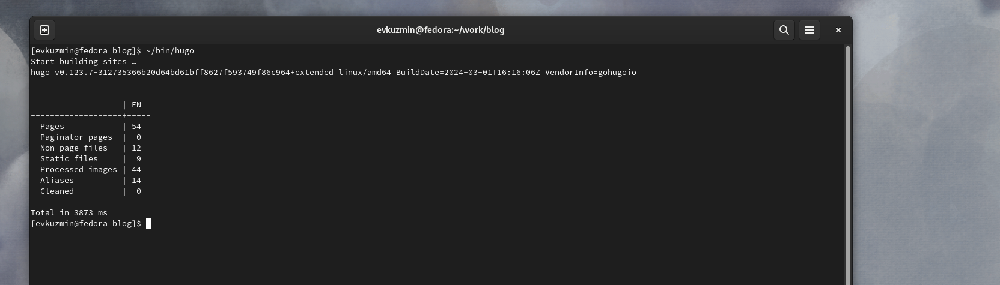 evkuzmin@fedora:~/work/blog
[evkuzmin@fedora blog]$ ~/bin/hugo
Start building sites …
hugo v0.123.7-312735366b20d64bd61bff8627f593749f86c964+extended linux/amd64 BuildDate=2024-03-01T16:16:06Z VendorInfo=gohugoio
                   | EN
-------------------+-----
  Pages            | 54
  Paginator pages  |  0
  Non-page files   | 12
  Static files     |  9
  Processed images | 44
  Aliases          | 14
  Cleaned          |  0
Total in 3873 ms
[evkuzmin@fedora blog]$